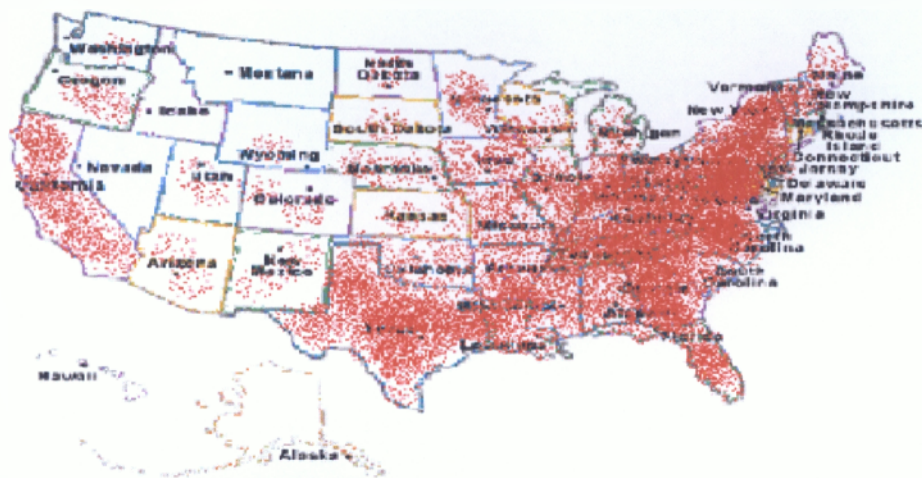 Washington
Montana
North
Dakota
Minnesota
Maine
Vermont
New
Oregon
Hampshire
New York
Idaho
Massachusetts
South Dakota
Wisconsin
Michigan
Rhode
Island
Wyoming
Connecticut
Iowa
New Jersey
Nevada
Nebraska
Delaware
Utah
Maryland
California
Colorado
Virginia
Kansas
Missouri
North
Carolina
Arizona
New
Mexico
Oklahoma
Arkansas
South
Carolina
Texas
Louisiana
Florida
Hawaii
Alaska